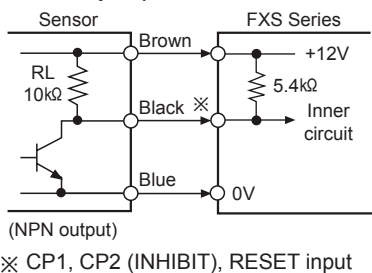 Sensor
FXS Series
Brown
+12V
RL
10kΩ
5.4kΩ
Black ※
Inner
circuit
Blue
0V
(NPN output)
※ CP1, CP2 (INHIBIT), RESET input